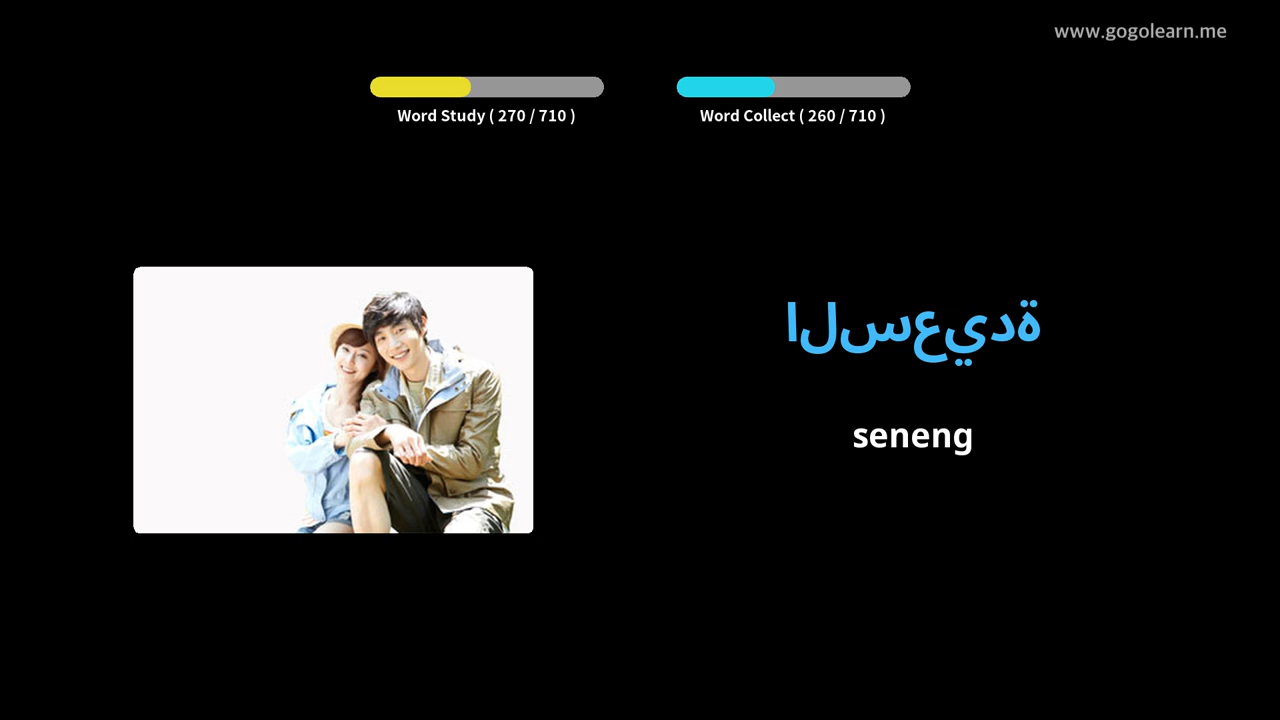 www.gogolearn.me
Word Study ( 270 / 710 )
Word Collect ( 260 / 710 )
السعيدة
seneng